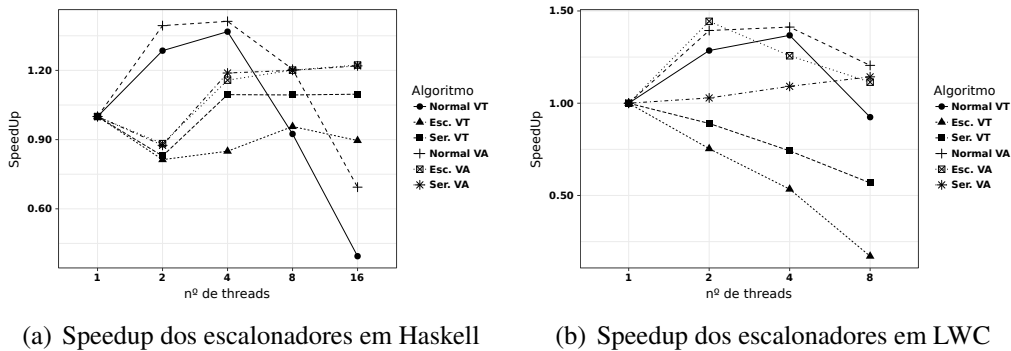 SpeedUp
1.20
0.90
0.60
1
2
4
8
16
nº de threads
Algoritmo
Normal VT
Esc. VT
Ser. VT
Normal VA
Esc. VA
Ser. VA
(a) Speedup dos escalonadores em Haskell
SpeedUp
1.50
1.00
0.50
1
2
4
8
nº de threads
Algoritmo
Normal VT
Esc. VT
Ser. VT
Normal VA
Esc. VA
Ser. VA
(b) Speedup dos escalonadores em LWC